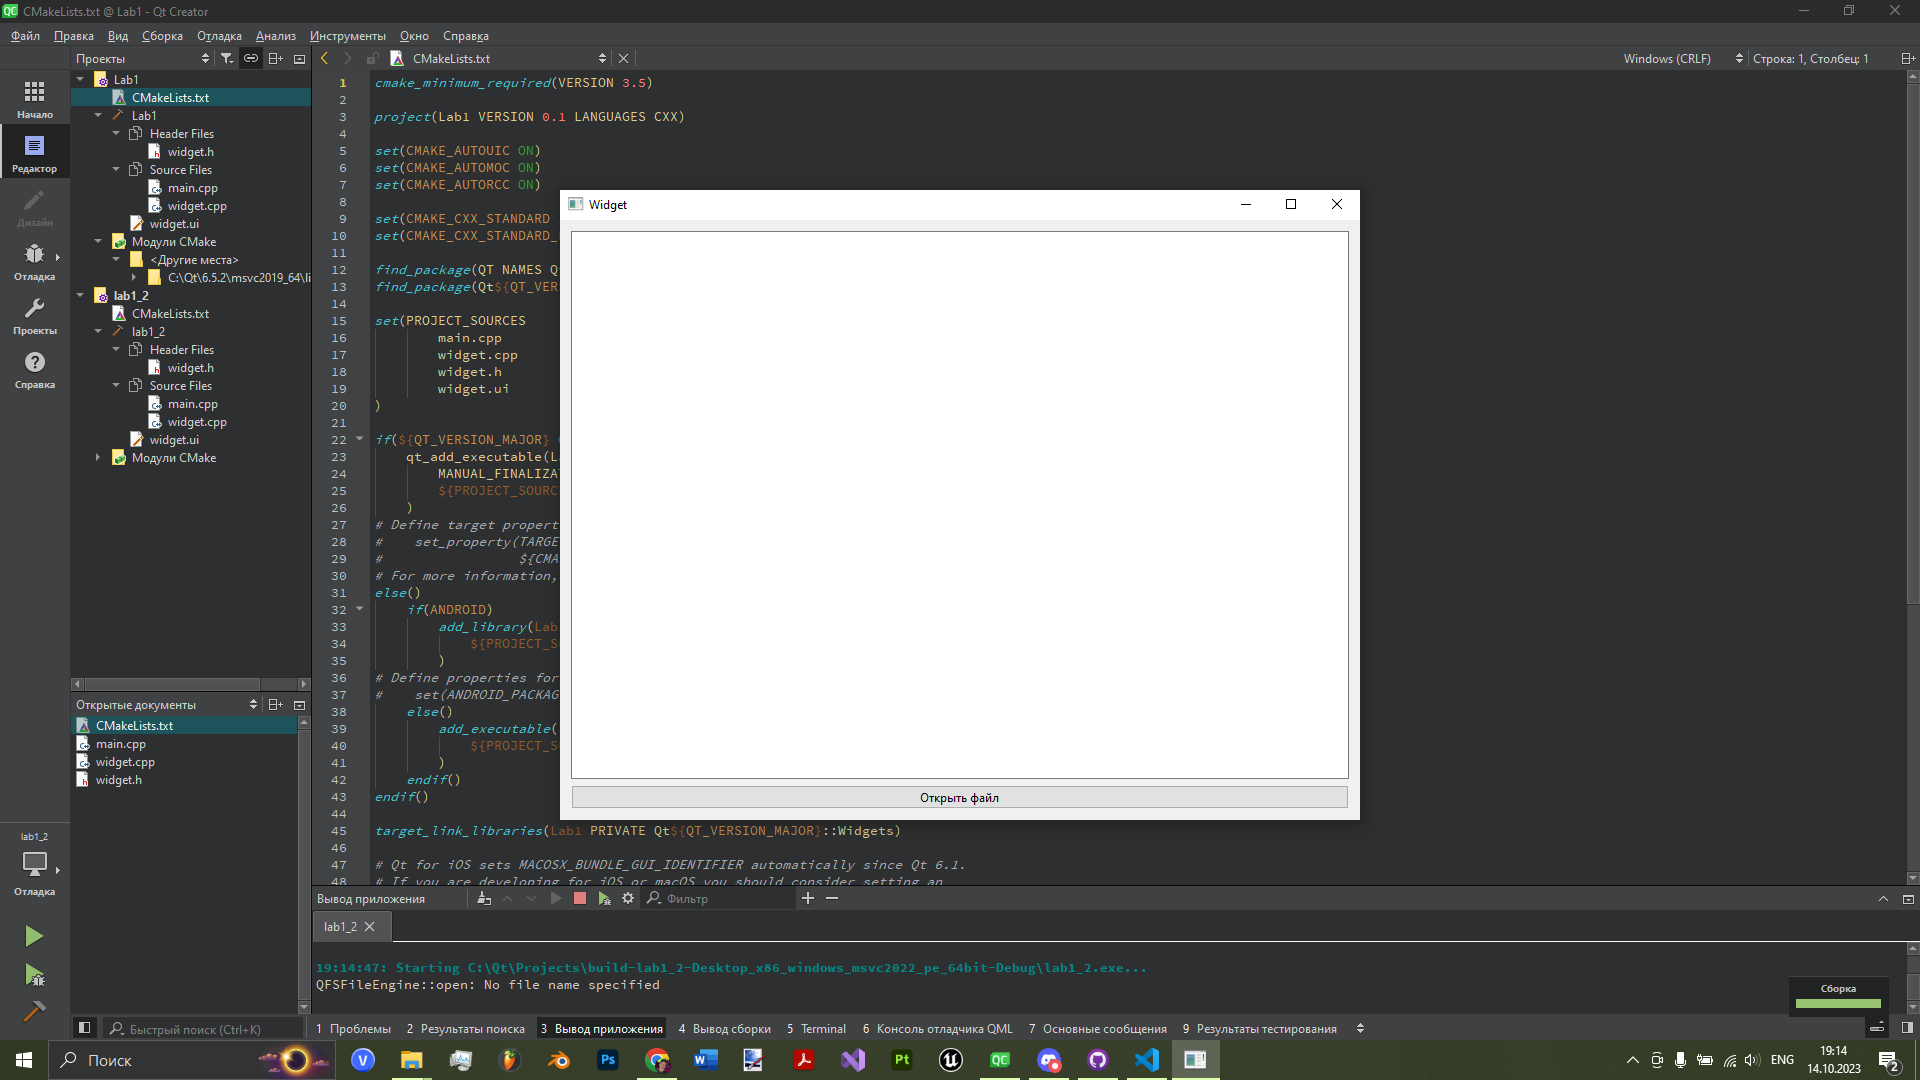 CMakeLists.txt @ Lab1 - Qt Creator
Файл Правка Вид Сборка Отладка Анализ Инструменты Окно Справка
Проекты
CMakeLists.txt
Windows (CRLF)
Строка: 1, Столбец: 1
Начало
Редактор
Дизайн
Отладка
Проекты
Справка
Lab1
CMakeLists.txt
Lab1
Header Files
widget.h
Source Files
main.cpp
widget.cpp
widget.ui
Модули CMake
<Другие места>
C:\Qt\6.5.2\msvc2019_64\li
lab1_2
CMakeLists.txt
lab1_2
Header Files
widget.h
Source Files
main.cpp
widget.cpp
widget.ui
Модули CMake
Открытые документы
CMakeLists.txt
main.cpp
widget.cpp
widget.h
1 cmake_minimum_required(VERSION 3.5)
2
3 project(Lab1 VERSION 0.1 LANGUAGES CXX)
4
5 set(CMAKE_AUTOUIC ON)
6 set(CMAKE_AUTOMOC ON)
7 set(CMAKE_AUTORCC ON)
8
9 set(CMAKE_CXX_STANDARD
10 set(CMAKE_CXX_STANDARD_
11
12 find_package(QT NAMES Q
13 find_package(Qt${QT_VER
14
15 set(PROJECT_SOURCES
16 main.cpp
17 widget.cpp
18 widget.h
19 widget.ui
20 )
21
22 if(${QT_VERSION_MAJOR}
23 qt_add_executable(L
24 MANUAL_FINALIZA
25 ${PROJECT_SOURC
26 )
27 # Define target propert
28 # set_property(TARGE
29 # ${CMA
30 # For more information,
31 else()
32 if(ANDROID)
33 add_library(Lab
34 ${PROJECT_S
35 )
36 # Define properties for
37 # set(ANDROID_PACKAG
38 else()
39 add_executable(
40 ${PROJECT_S
41 )
42 endif()
43 endif()
44
45 target_link_libraries(Lab1 PRIVATE Qt${QT_VERSION_MAJOR}::Widgets)
46
47 # Qt for iOS sets MACOSX_BUNDLE_GUI_IDENTIFIER automatically since Qt 6.1.
48 # If you are developing for iOS or macOS you should consider setting an
Widget
Открыть файл
lab1_2
Отладка
Вывод приложения
Фильтр
lab1_2
19:14:47: Starting C:\Qt\Projects\build-lab1_2-Desktop_x86_windows_msvc2022_pe_64bit-Debug\lab1_2.exe...
QFSFileEngine::open: No file name specified
Сборка
Быстрый поиск (Ctrl+K)
1 Проблемы 2 Результаты поиска 3 Вывод приложения 4 Вывод сборки 5 Terminal 6 Консоль отладчика QML 7 Основные сообщения 9 Результаты тестирования
Поиск
ENG
19:14
14.10.2023
2